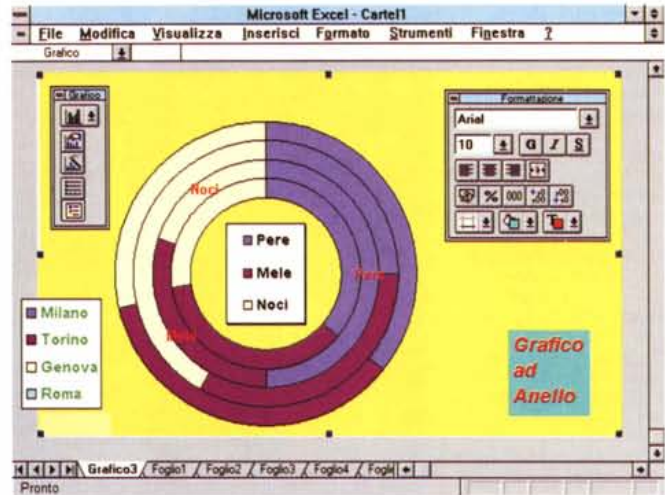 Microsoft Excel - Cartel1
File Modifica Visualizza Inserisci Formato Strumenti Finestra ?
Grafico
Grafico
Formattazione
Arial
10 G I S
% 000
Noci
Pere
Mele
Noci
Pere
Milano
Torino
Genova
Roma
Grafico
ad
Anello
Grafico3 Foglio1 Foglio2 Foglio3 Foglio4
Pronto